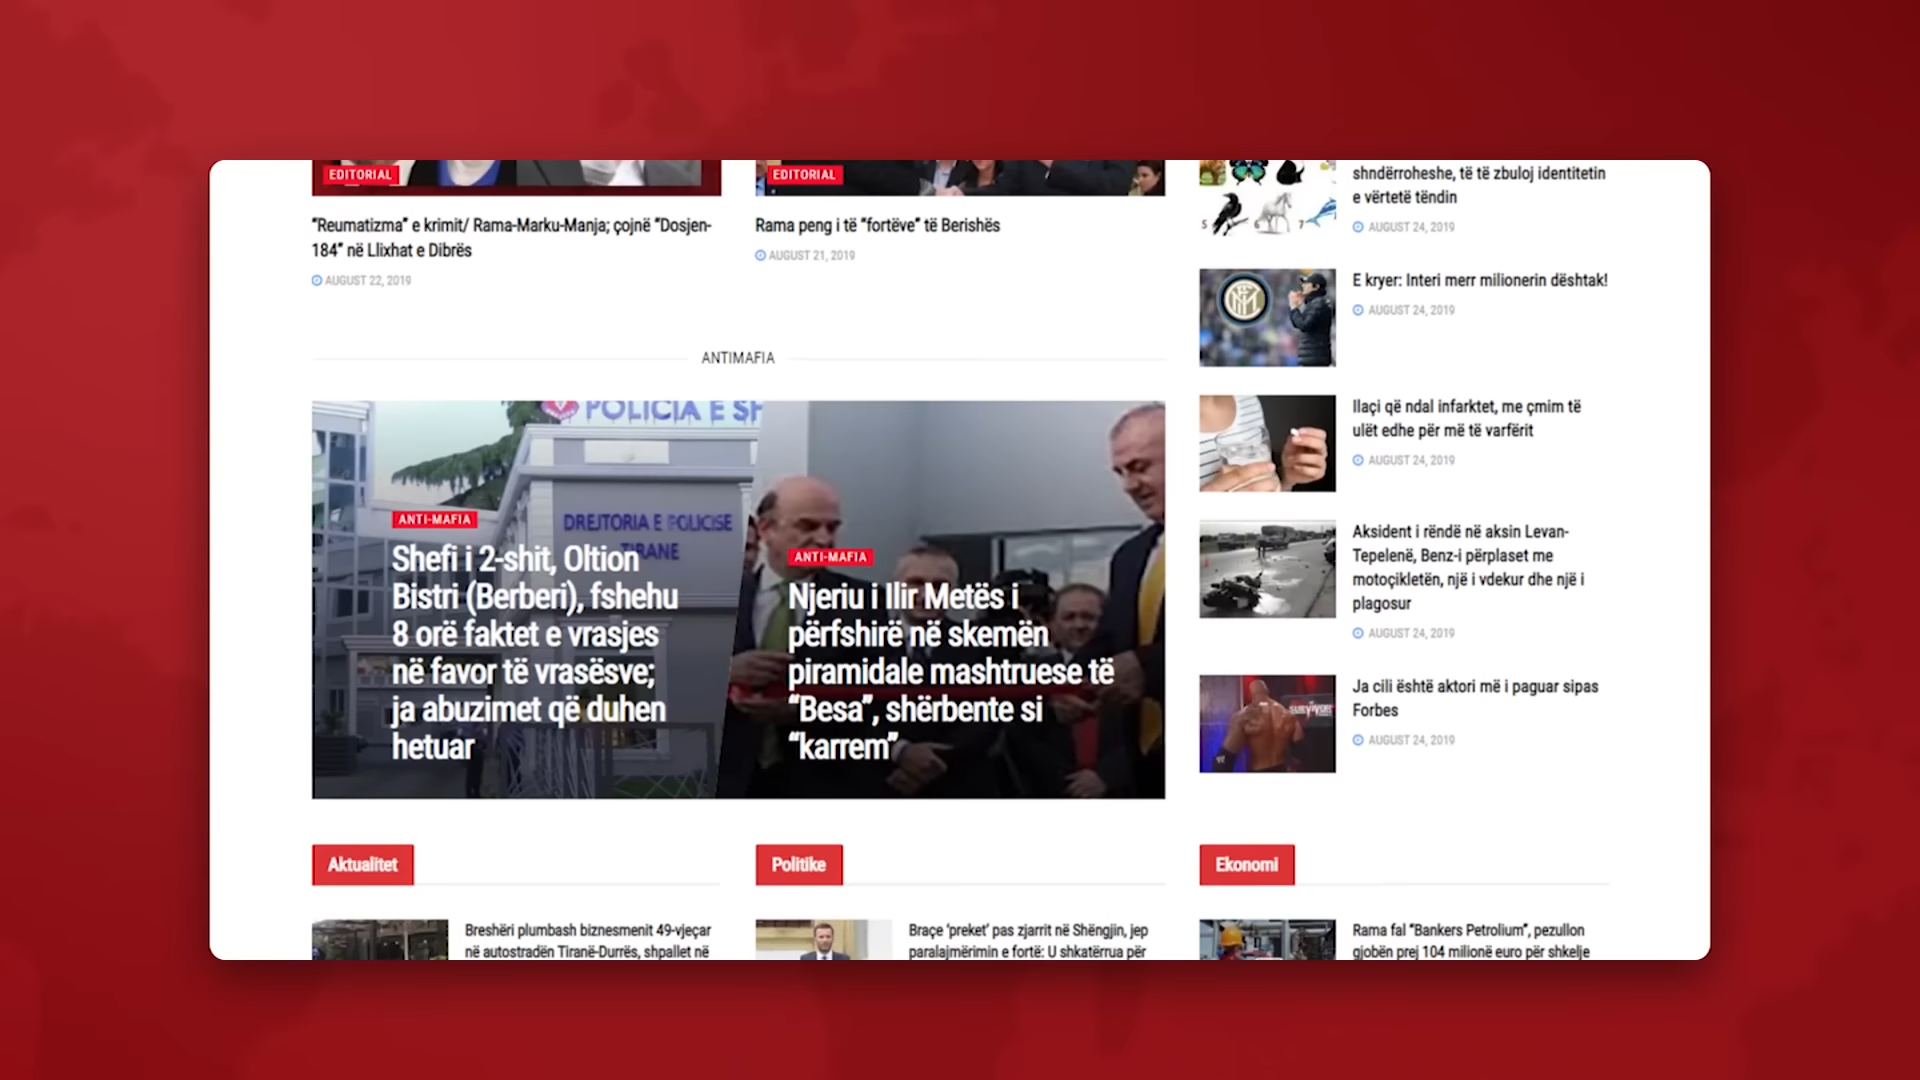 EDITORIAL
“Reumatizma” e krimit/ Rama-Marku-Manja; çojnë “Dosjen-
184” në Llixhat e Dibrës
AUGUST 22, 2019
EDITORIAL
Rama peng i të “fortëve” të Berishës
AUGUST 21, 2019
ANTIMAFIA
POLICIA E SH
DREJTORIA E POLICISE
TIRANE
ANTI-MAFIA
Shefi i 2-shit, Oltion
Bistri (Berberi), fshehu
8 orë faktet e vrasjes
në favor të vrasësve;
ja abuzimet që duhen
hetuar
ANTI-MAFIA
Njeriu i Ilir Metës i
përfshirë në skemën
piramidale mashtruese të
“Besa”, shërbente si
“karrem”
5
6
7
shndërroheshe, të të zbuloj identitetin
e vërtetë tëndin
AUGUST 24, 2019
E kryer: Interi merr milionerin dështak!
AUGUST 24, 2019
Ilaçi që ndal infarktet, me çmim të
ulët edhe për më të varfërit
AUGUST 24, 2019
Aksident i rëndë në aksin Levan-
Tepelenë, Benz-i përplaset me
motoçikletën, një i vdekur dhe një i
plagosur
AUGUST 24, 2019
SURVIVOR
Ja cili është aktori më i paguar sipas
Forbes
AUGUST 24, 2019
Aktualitet
Breshëri plumbash biznesmenit 49-vjeçar
në autostradën Tiranë-Durrës, shpallet në
Politike
Braçe ‘preket’ pas zjarrit në Shëngjin, jep
paralajmërimin e fortë: U shkatërrua për
Ekonomi
Rama fal “Bankers Petrolium”, pezullon
gjobën prej 104 milionë euro për shkelje